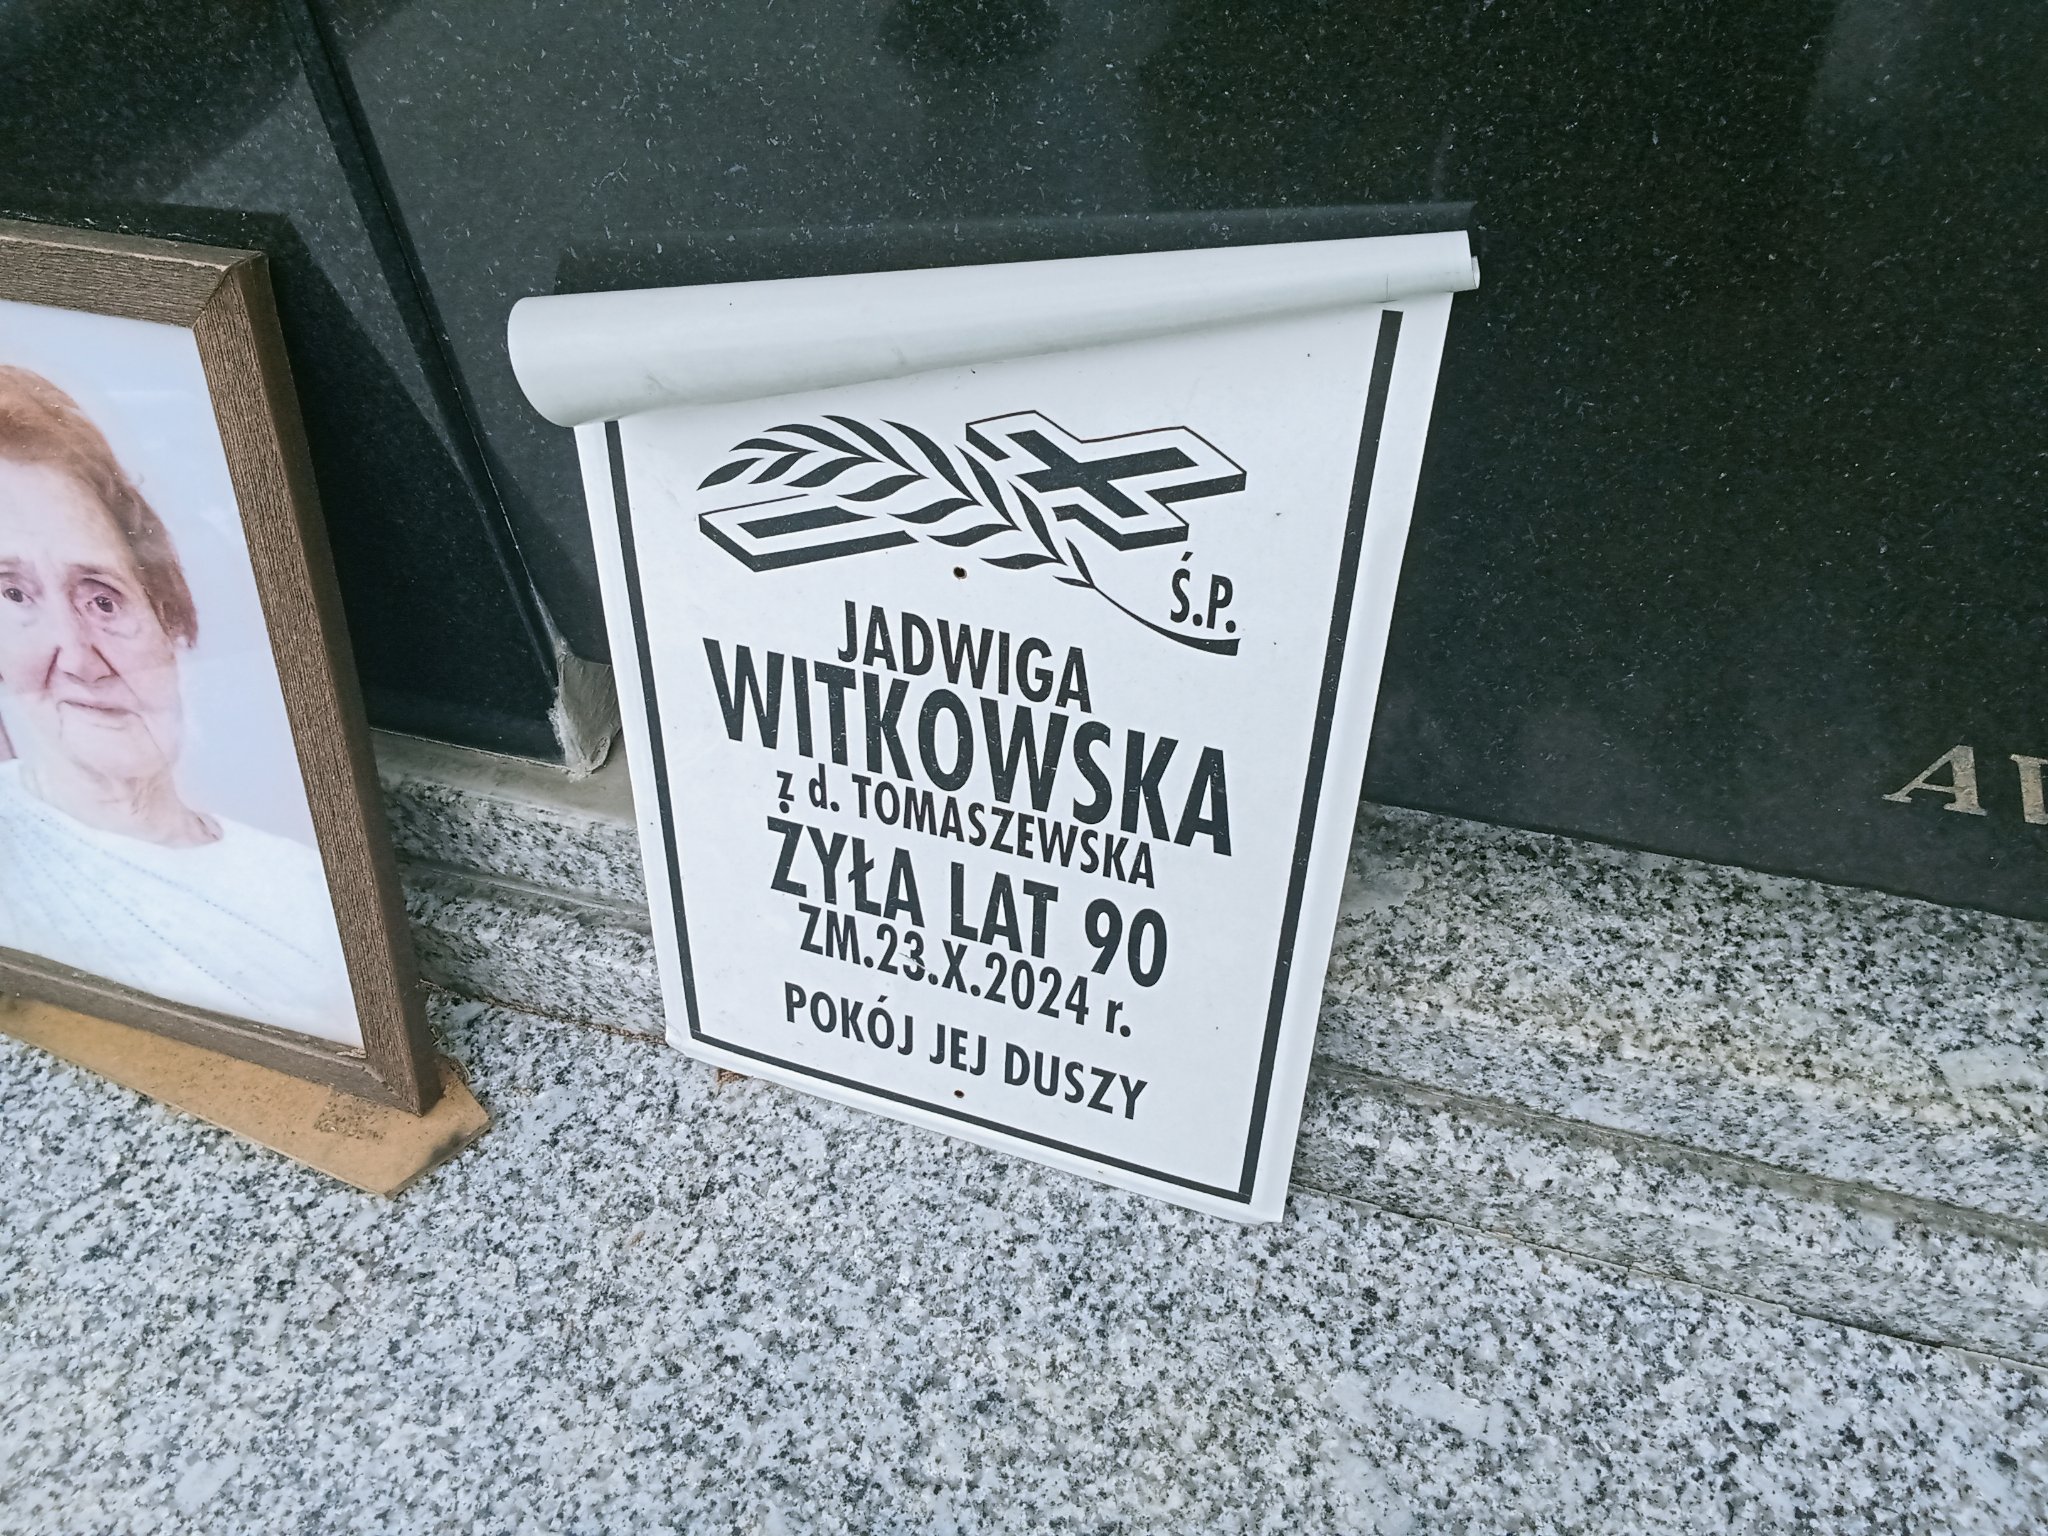 Ś.P.
JADWIGA
WITKOWSKA
z d. TOMASZEWSKA
ŻYŁA LAT 90
ZM.23.X.2024 r.
POKÓJ JEJ DUSZY